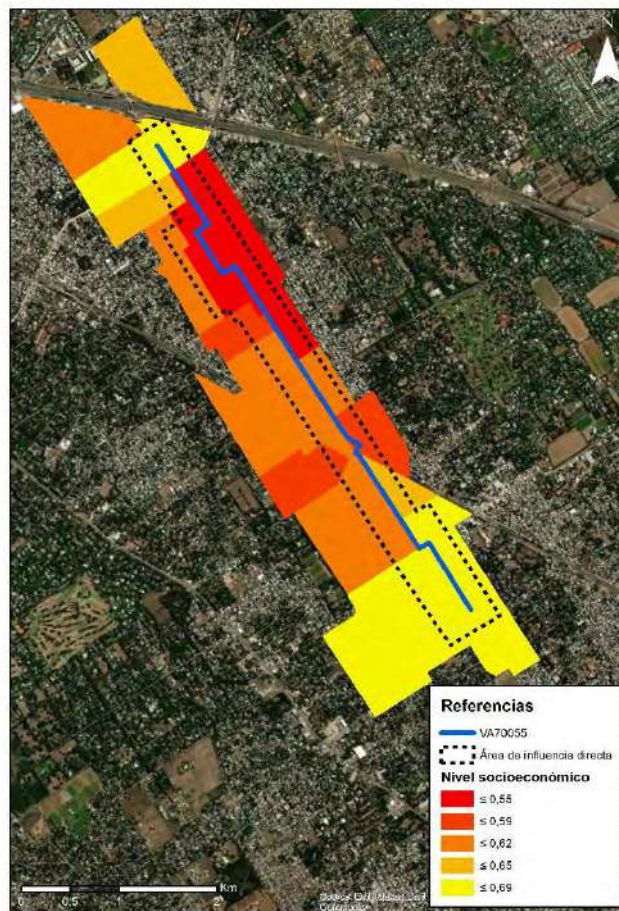 N
Referencias
VA70055
Área de influencia directa
Nivel socioeconómico
≤ 0,55
≤ 0,59
≤ 0,62
≤ 0,65
≤ 0,69
Km
0 0,5 1 2